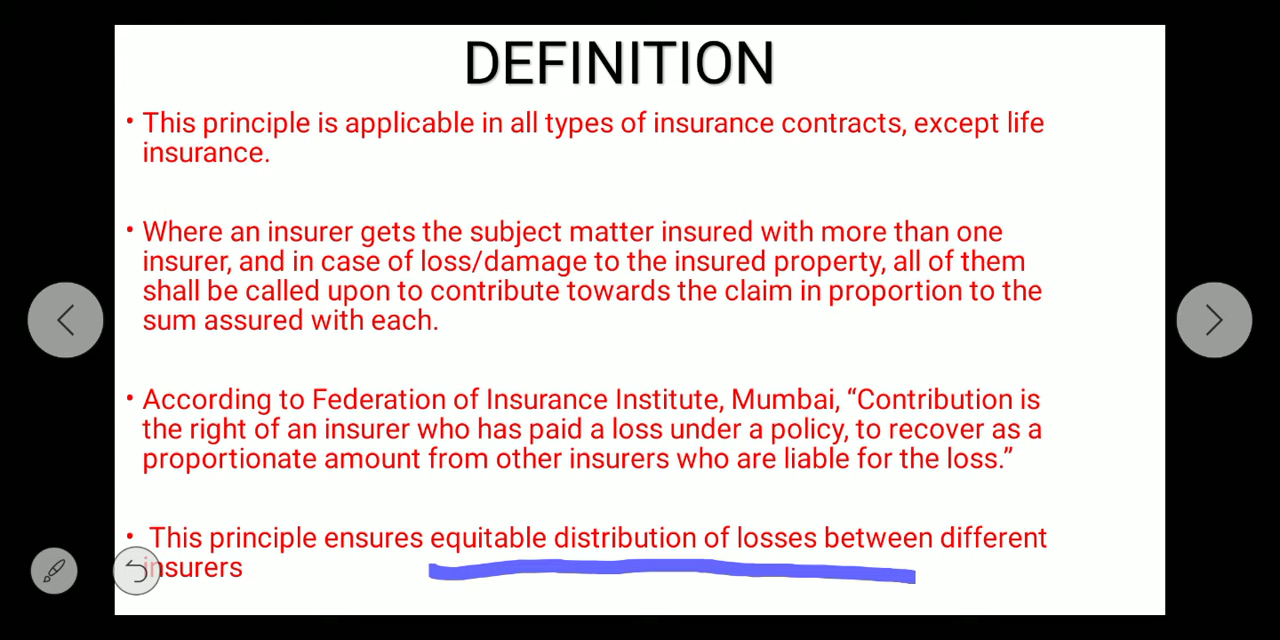 DEFINITION
• This principle is applicable in all types of insurance contracts, except life
insurance.
• Where an insurer gets the subject matter insured with more than one
insurer, and in case of loss/damage to the insured property, all of them
shall be called upon to contribute towards the claim in proportion to the
sum assured with each.
• According to Federation of Insurance Institute, Mumbai, “Contribution is
the right of an insurer who has paid a loss under a policy, to recover as a
proportionate amount from other insurers who are liable for the loss.”
• This principle ensures equitable distribution of losses between different
insurers